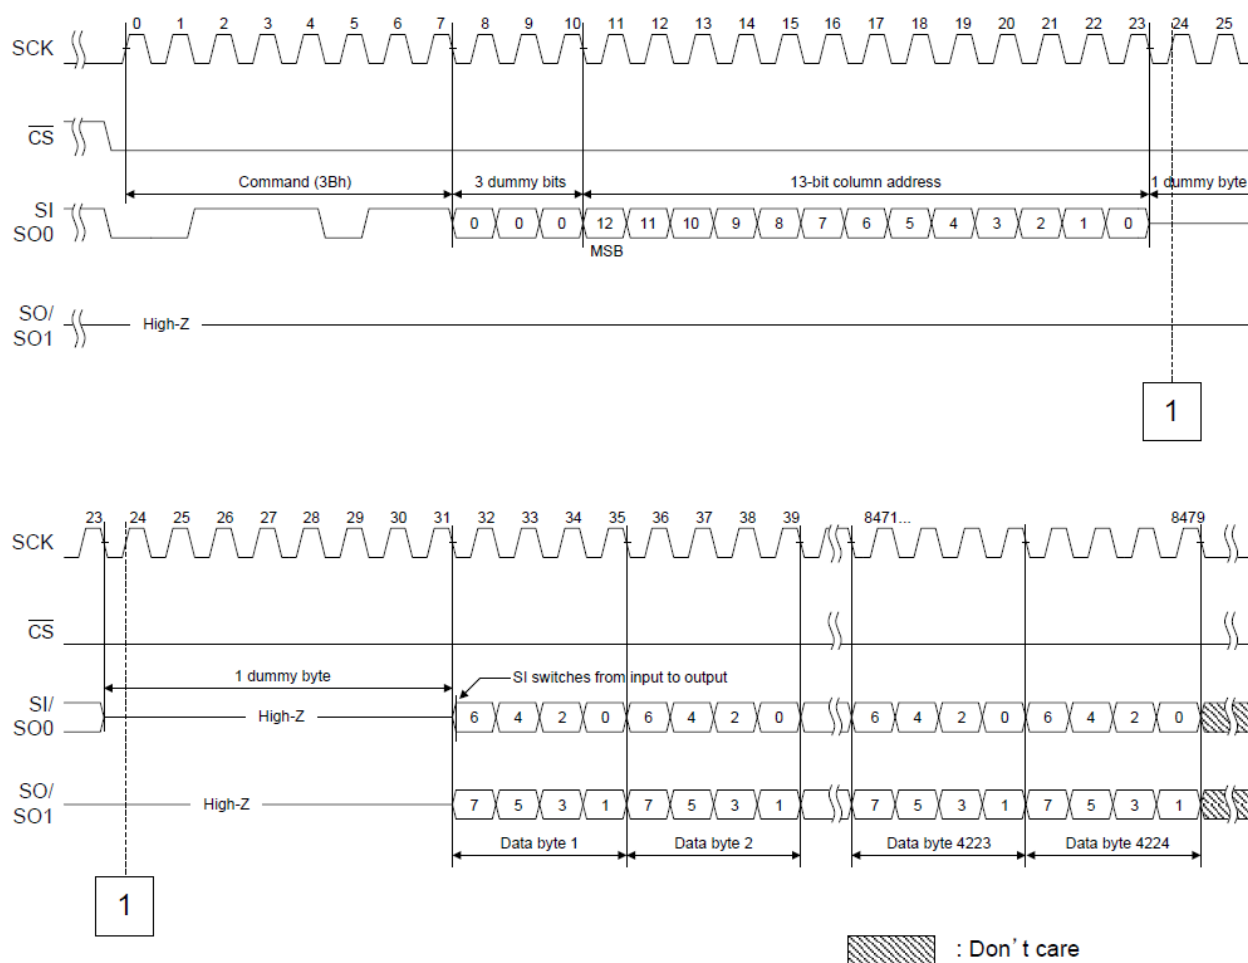 0 1 2 3 4 5 6 7 8 9 10 11 12 13 14 15 16 17 18 19 20 21 22 23 24 25
SCK
CS
Command (3Bh) 3 dummy bits 13-bit column address 1 dummy byte
SI
SO0
0 0 0 12 11 10 9 8 7 6 5 4 3 2 1 0
MSB
SO/
SO1
High-Z
1
23 24 25 26 27 28 29 30 31 32 33 34 35 36 37 38 39 8471... 8479
SCK
CS
1 dummy byte
SI switches from input to output
SI/
SO0
High-Z 6 4 2 0 6 4 2 0 6 4 2 0 6 4 2 0
SO/
SO1
High-Z 7 5 3 1 7 5 3 1 7 5 3 1 7 5 3 1
Data byte 1 Data byte 2 Data byte 4223 Data byte 4224
1
: Don't care